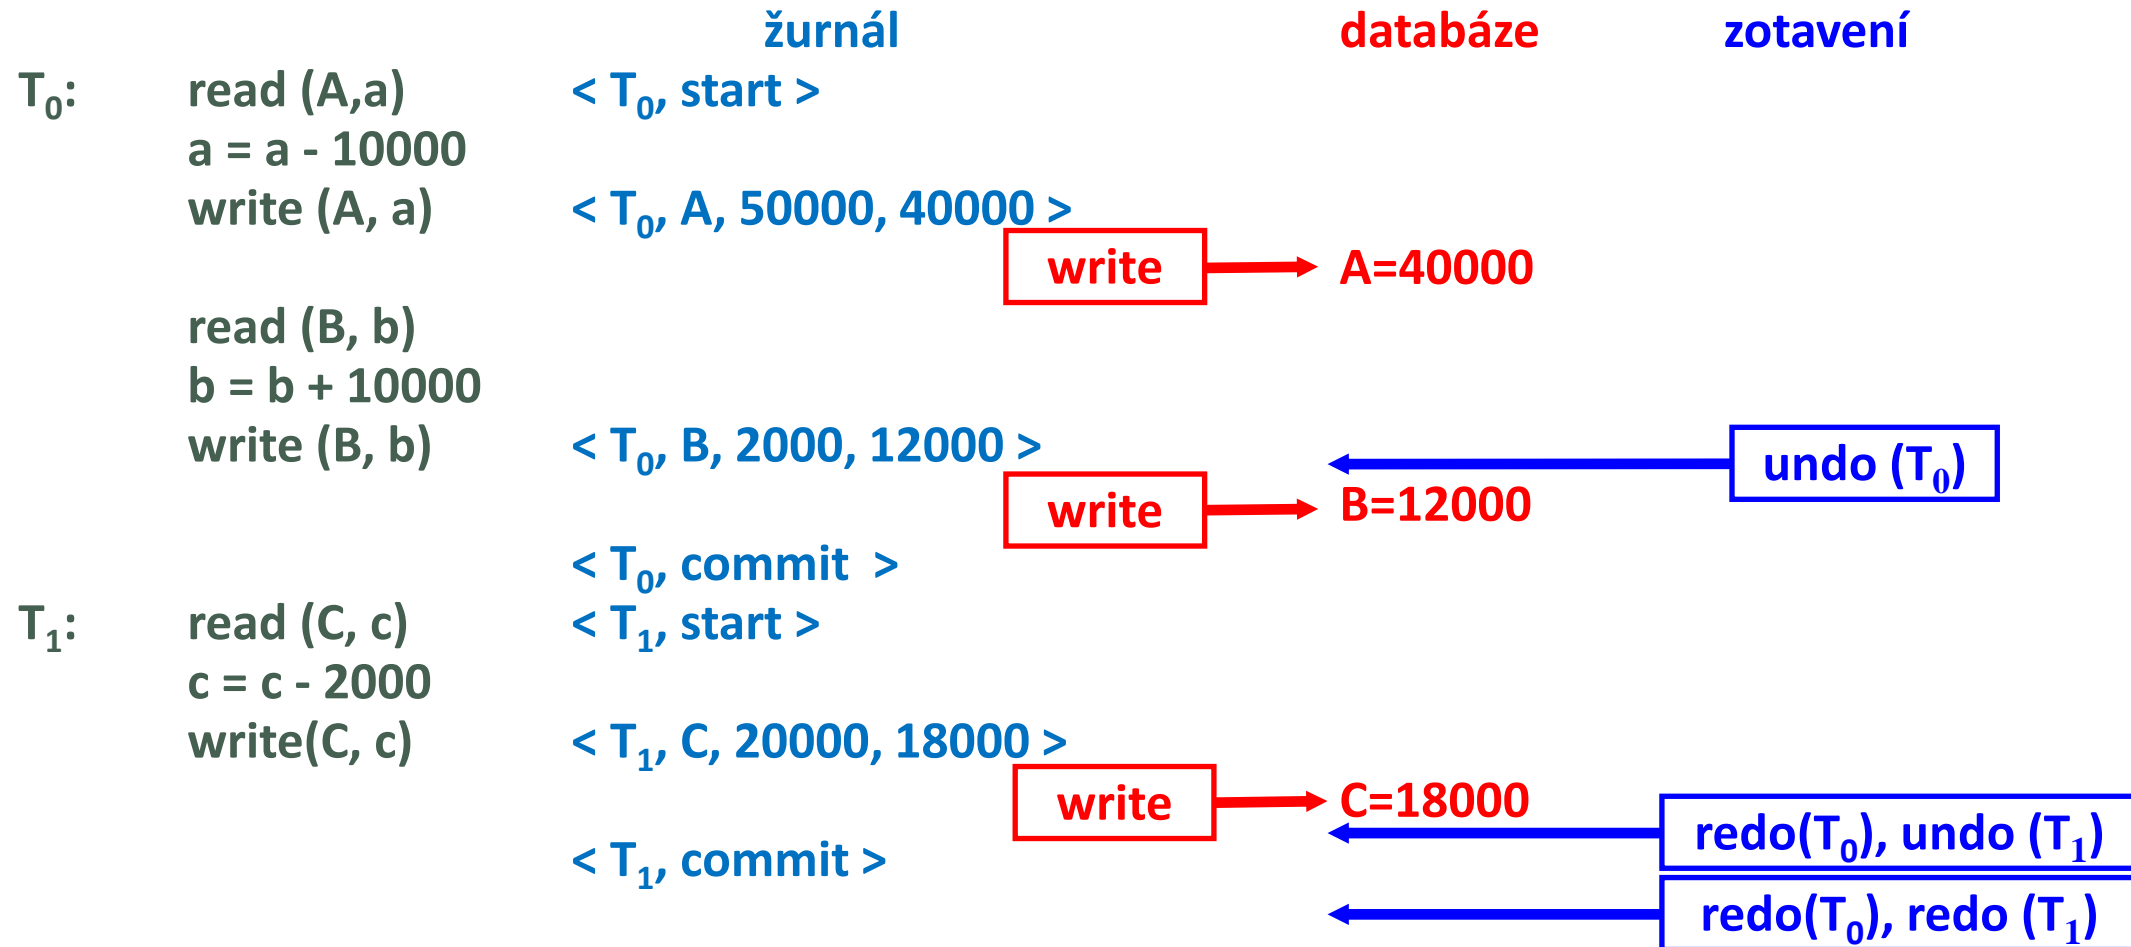 žurnál databáze zotavení
T₀: read (A,a) < T₀, start >
a = a - 10000
write (A, a) < T₀, A, 50000, 40000 >
write A=40000
read (B, b)
b = b + 10000
write (B, b) < T₀, B, 2000, 12000 > undo (T₀)
write B=12000
< T₀, commit >
T₁: read (C, c) < T₁, start >
c = c - 2000
write(C, c) < T₁, C, 20000, 18000 >
write C=18000
redo(T₀), undo (T₁)
< T₁, commit >
redo(T₀), redo (T₁)